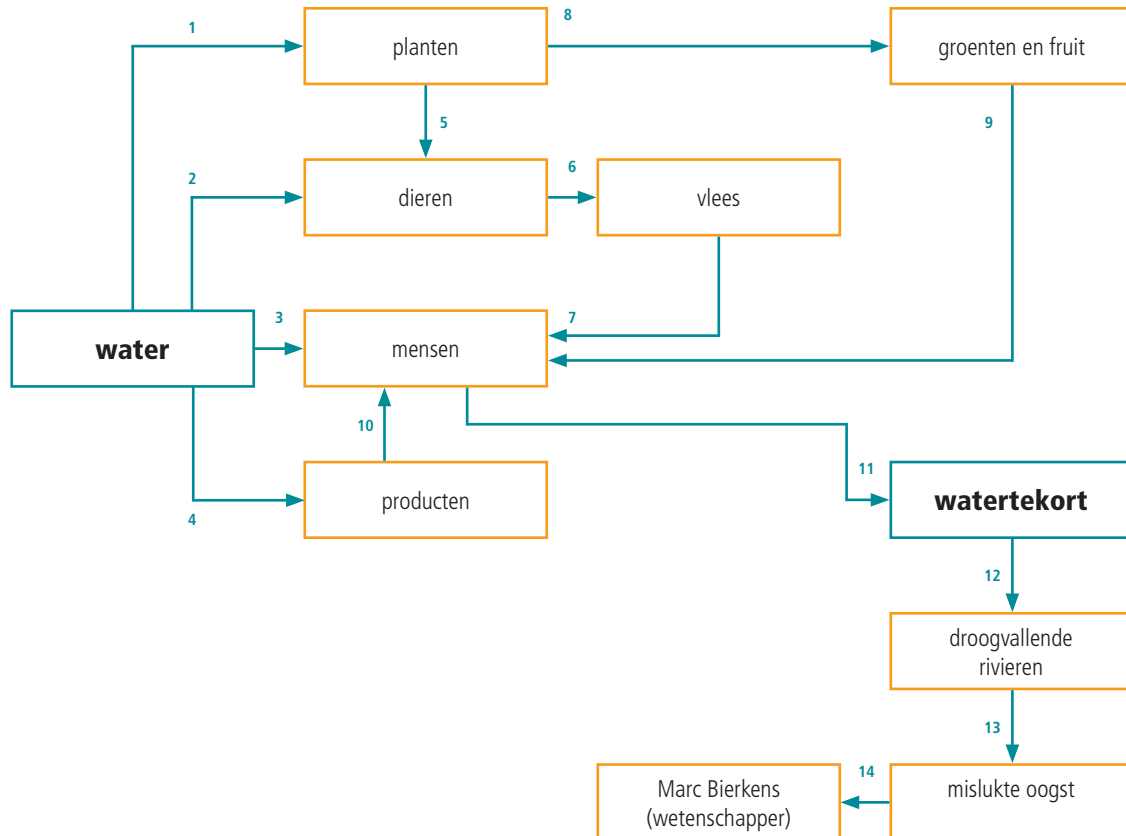 1
planten
8
groenten en fruit
5
9
2
dieren
6
vlees
water
3
mensen
7
10
4
producten
11
watertekort
12
droogvallende
rivieren
13
Marc Bierkens
(wetenschapper)
14
mislukte oogst